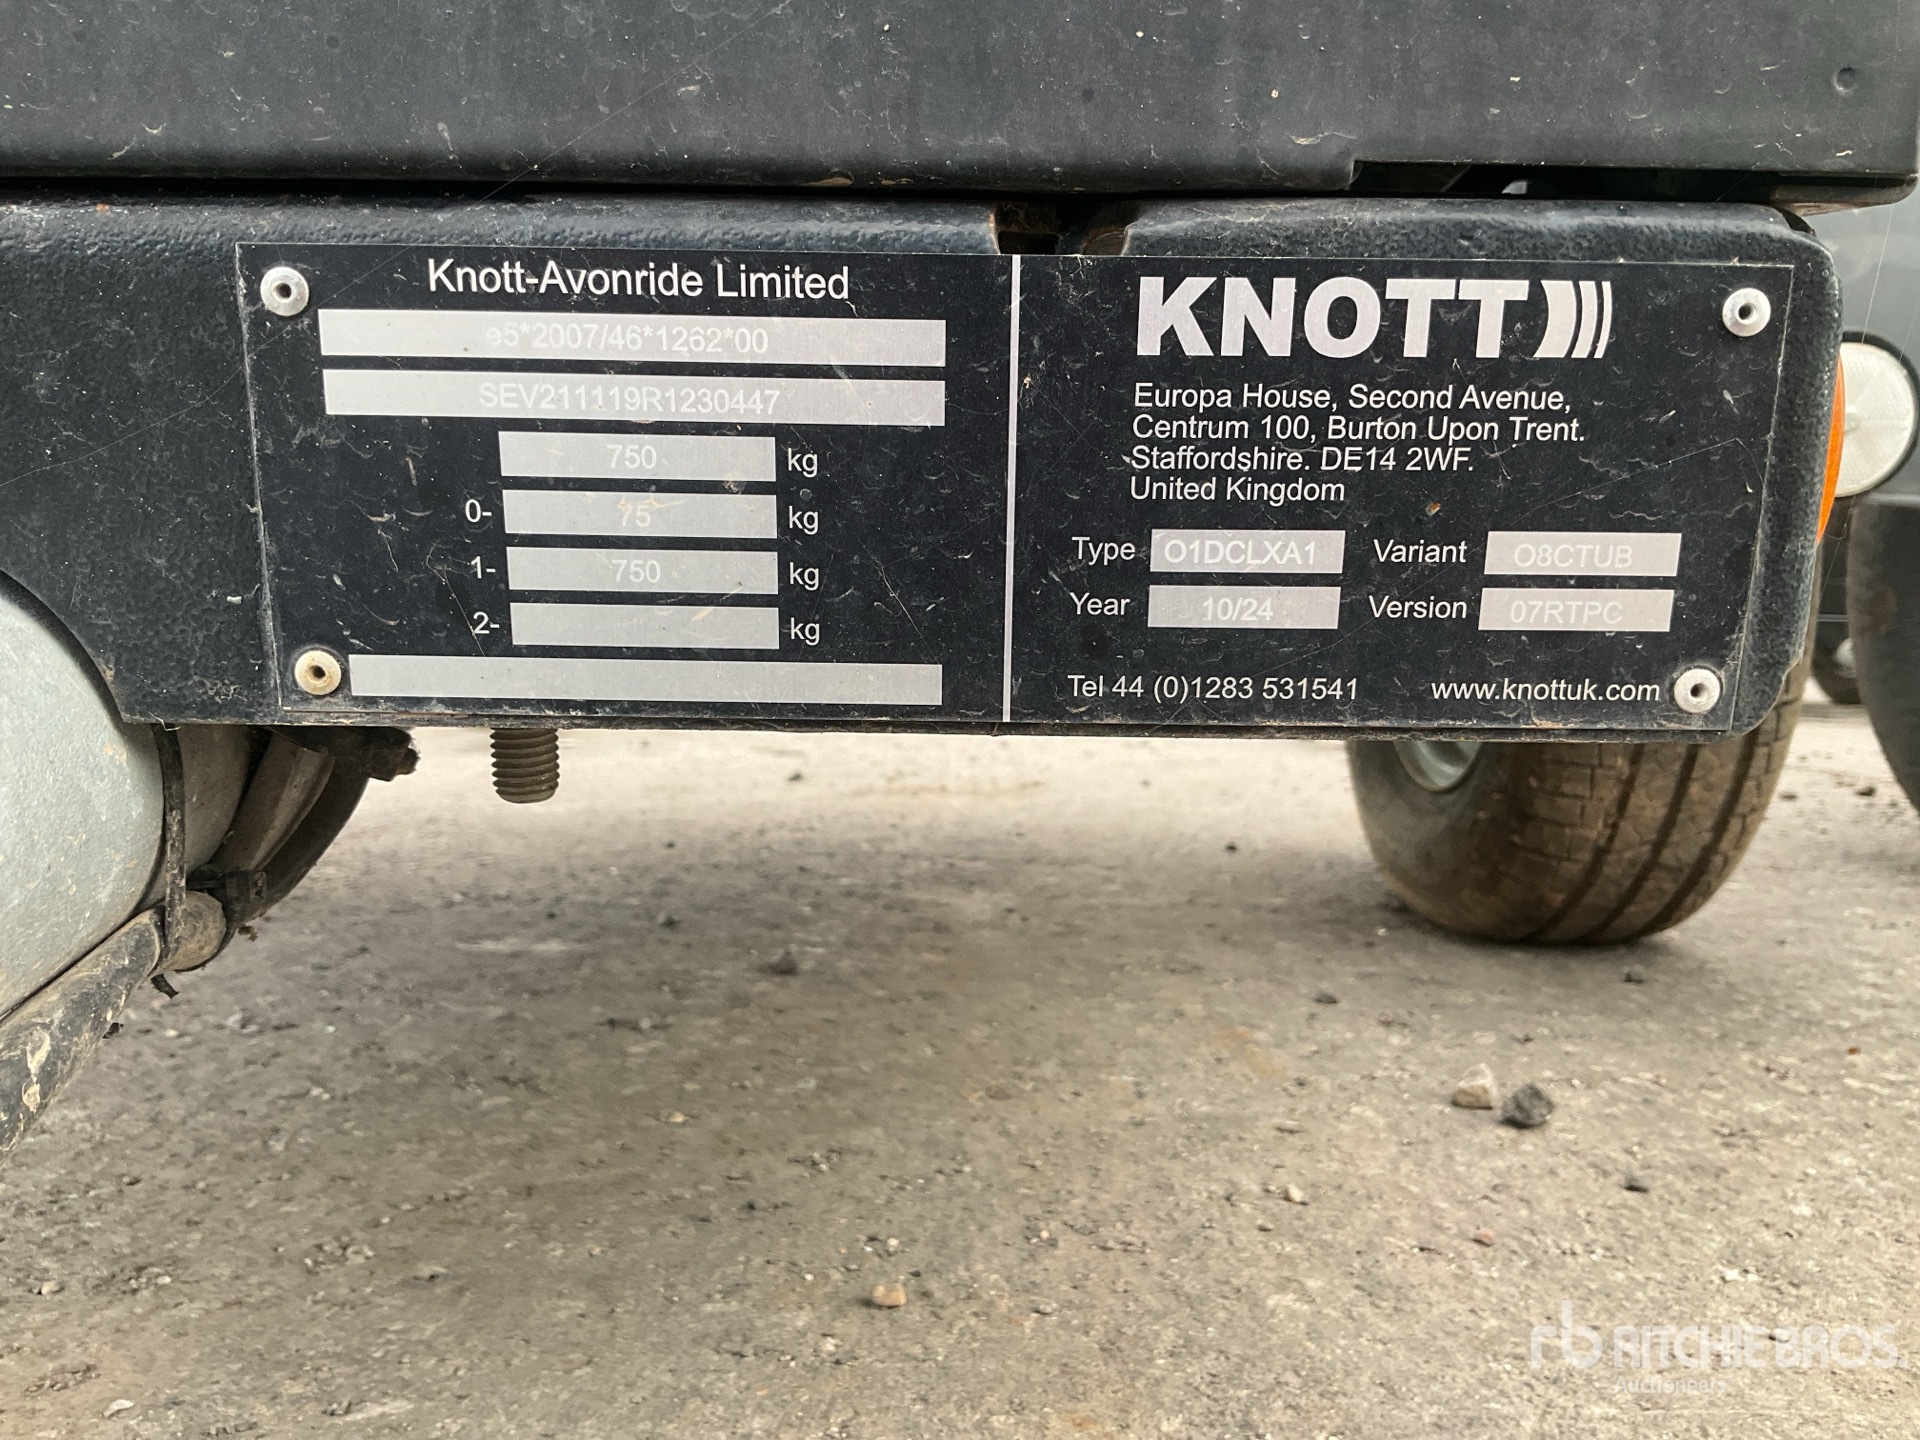 Knott-Avonride Limited
e5*2007/46*1262*00
SEV211119R1230447
750 kg
0- 75 kg
1- 750 kg
2- kg
KNOTT
Europa House, Second Avenue,
Centrum 100, Burton Upon Trent.
Staffordshire. DE14 2WF.
United Kingdom
Type O1DCLXA1 Variant O8CTUB
Year 10/24 Version 07RTPC
Tel 44 (0)1283 531541 www.knottuk.com
rb RITCHIE BROS.
Auctioneers